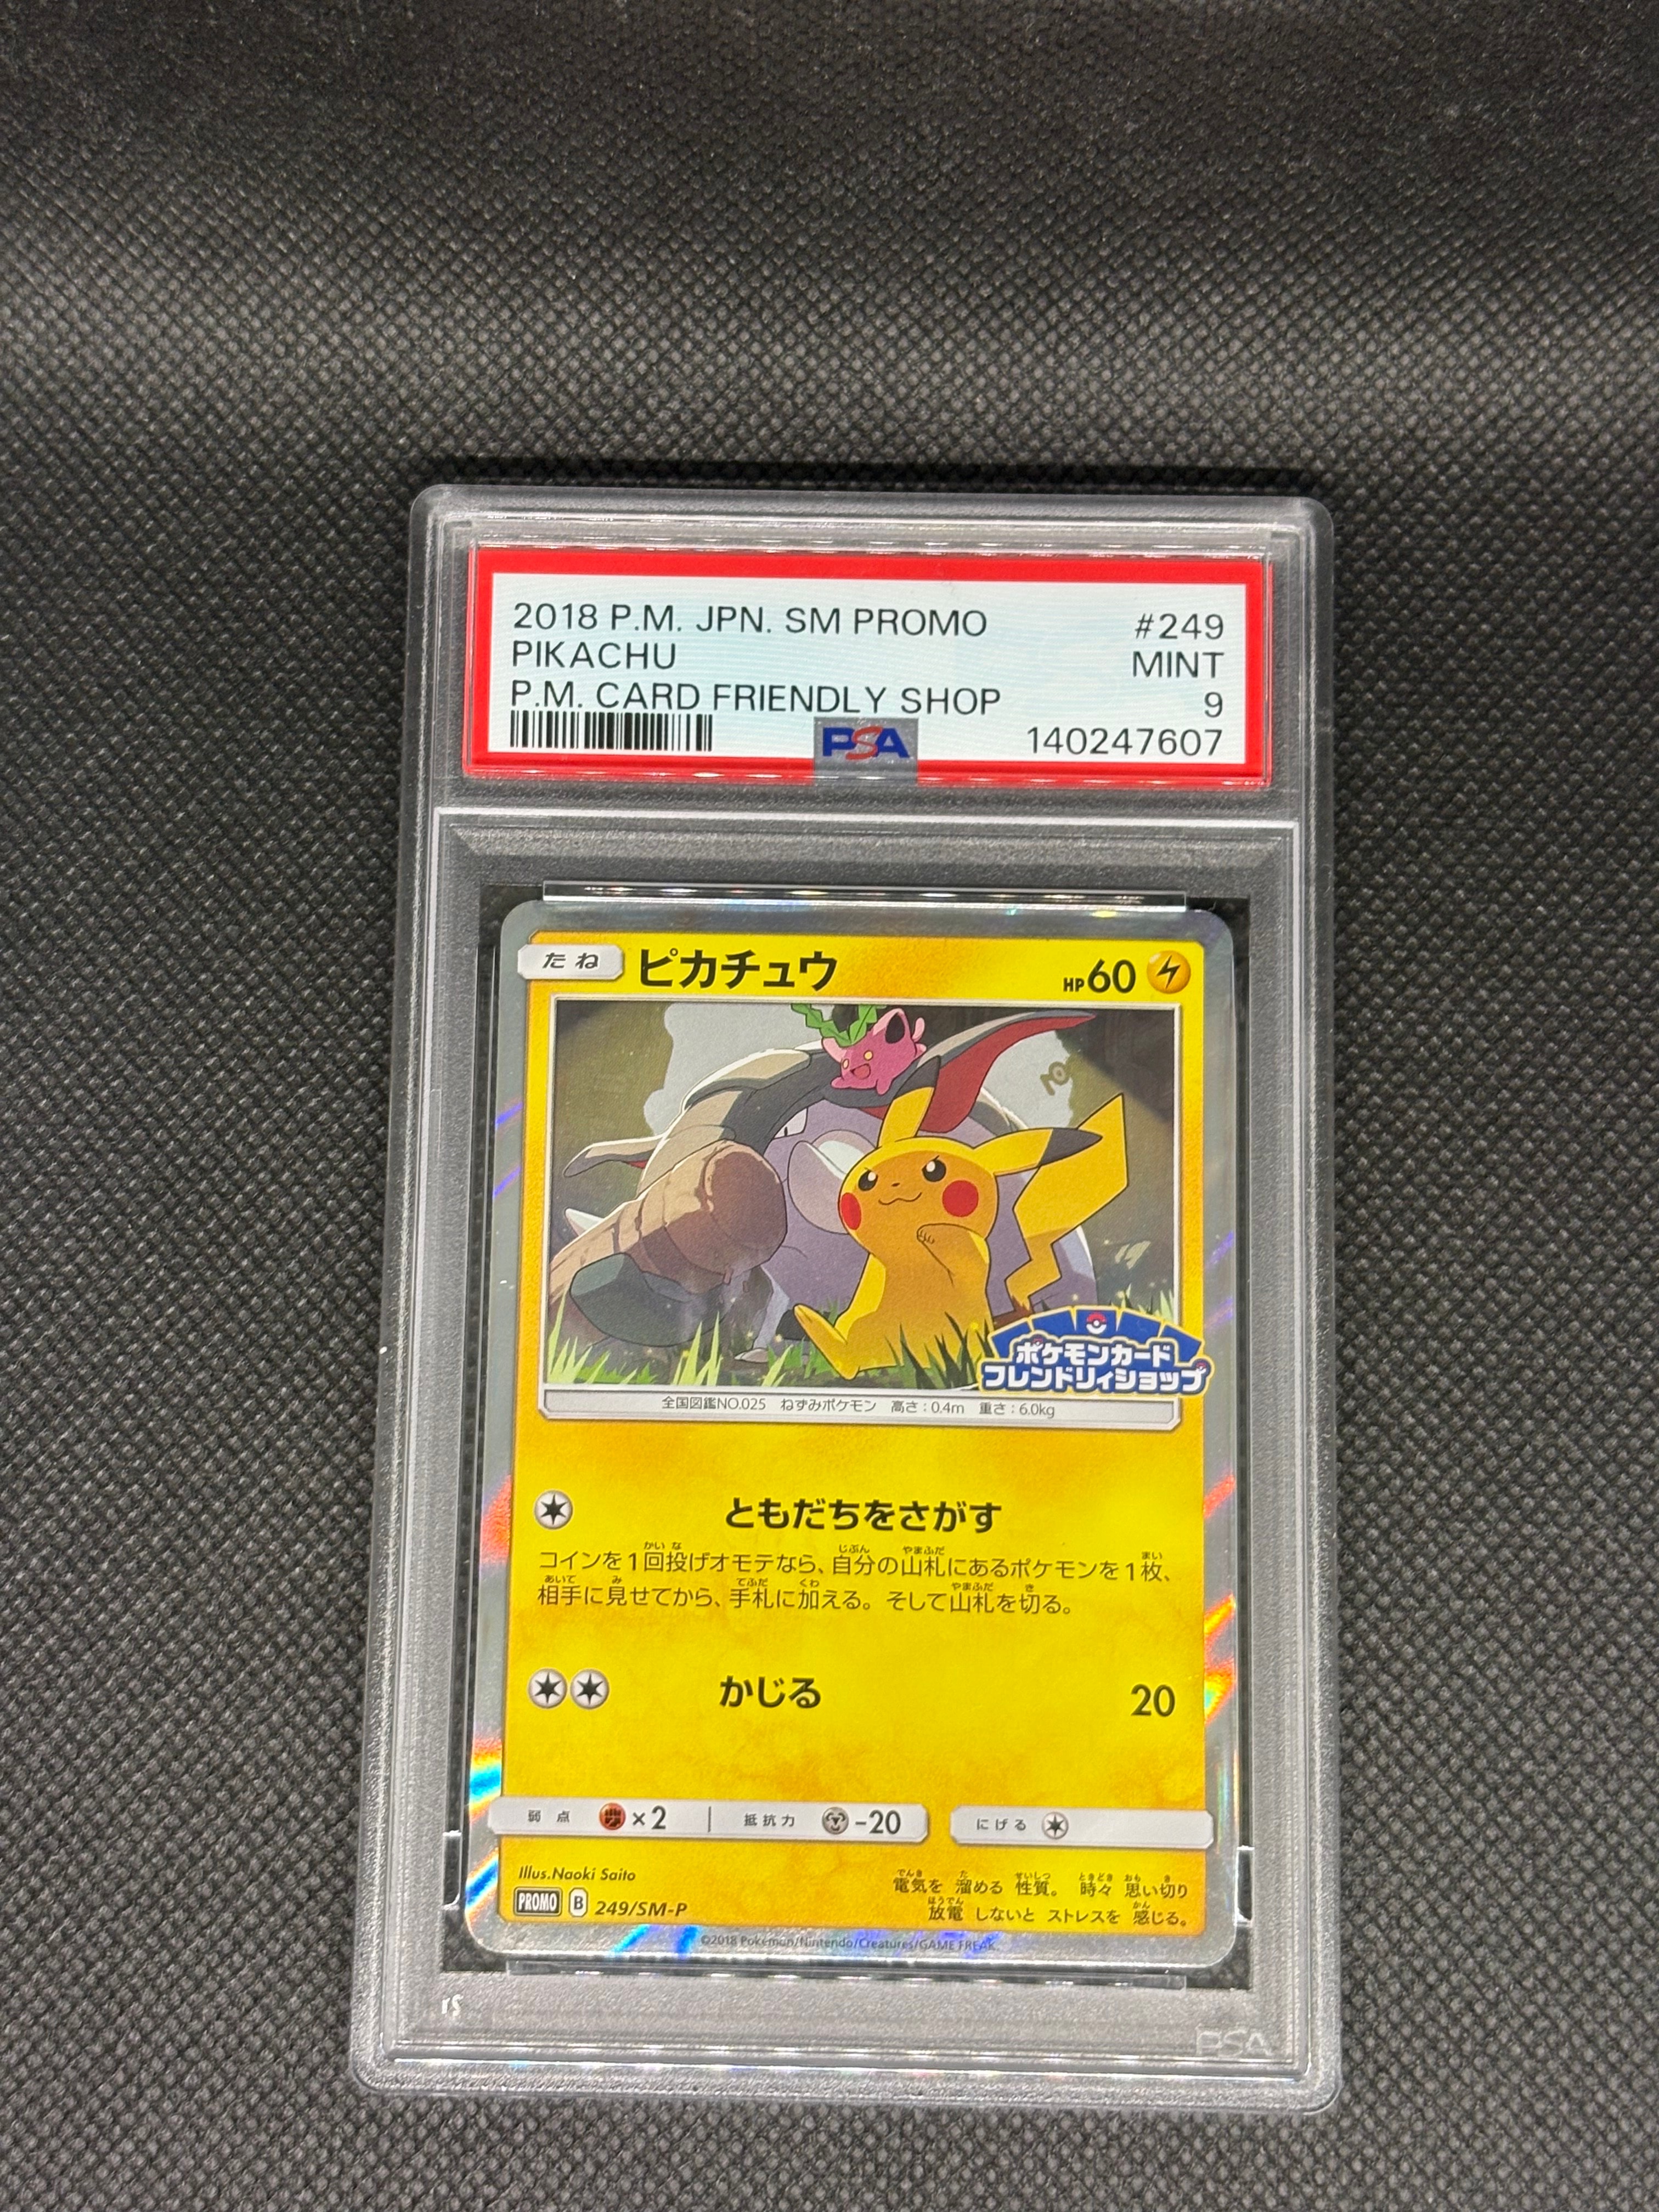 2018 P.M. JPN. SM PROMO #249
PIKACHU MINT
P.M. CARD FRIENDLY SHOP 9
PSA 140247607
たね ピカチュウ HP60
ポケモンカード
フレンドリィショップ
全国図鑑NO.025 ねずみポケモン 高さ:0.4m 重さ:6.0kg
ともだちをさがす
コインを1回投げオモテなら、自分の山札にあるポケモンを1枚、
相手に見せてから、手札に加える。そして山札を切る。
かじる 20
弱点 ×2 抵抗力 -20 にげる
Illus.Naoki Saito
電気を 溜める 性質。 時々 思い切り
放電 しないと ストレスを 感じる。
PROMO B 249/SM-P
©2018 Pokémon/Nintendo/Creatures/GAME FREAK.
PSA